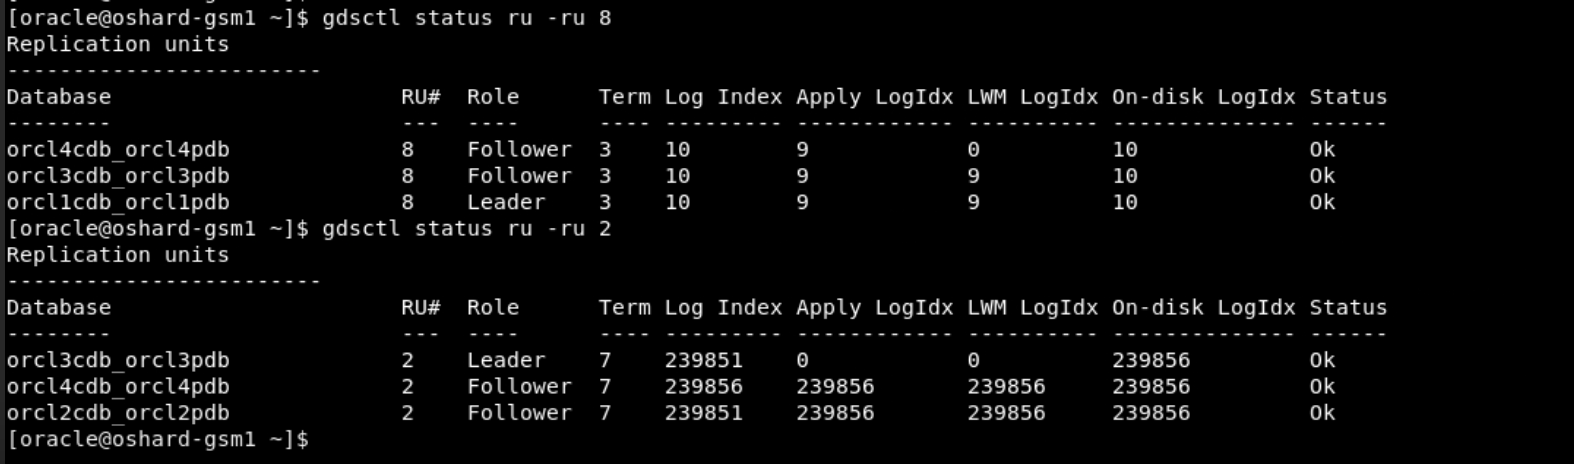 [oracle@oshard-gsm1 ~]$ gdsctl status ru -ru 8
Replication units
------------------------
Database                      RU#  Role      Term Log Index Apply LogIdx LWM LogIdx On-disk LogIdx Status
--------                      ---  ----      ---- --------- ------------ ---------- -------------- ------
orcl4cdb_orcl4pdb             8    Follower  3    10        9            0          10             Ok
orcl3cdb_orcl3pdb             8    Follower  3    10        9            9          10             Ok
orcl1cdb_orcl1pdb             8    Leader    3    10        9            9          10             Ok
[oracle@oshard-gsm1 ~]$ gdsctl status ru -ru 2
Replication units
------------------------
Database                      RU#  Role      Term Log Index Apply LogIdx LWM LogIdx On-disk LogIdx Status
--------                      ---  ----      ---- --------- ------------ ---------- -------------- ------
orcl3cdb_orcl3pdb             2    Leader    7    239851    0            0          239856         Ok
orcl4cdb_orcl4pdb             2    Follower  7    239856    239856       239856     239856         Ok
orcl2cdb_orcl2pdb             2    Follower  7    239851    239856       239856     239856         Ok
[oracle@oshard-gsm1 ~]$